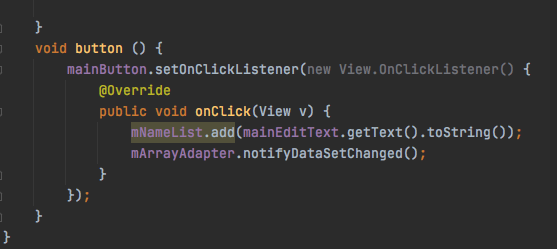 }
void button () {
mainButton.setOnClickListener(new View.OnClickListener() {
@Override
public void onClick(View v) {
mNameList.add(mainEditText.getText().toString());
mArrayAdapter.notifyDataSetChanged();
}
});
}
}